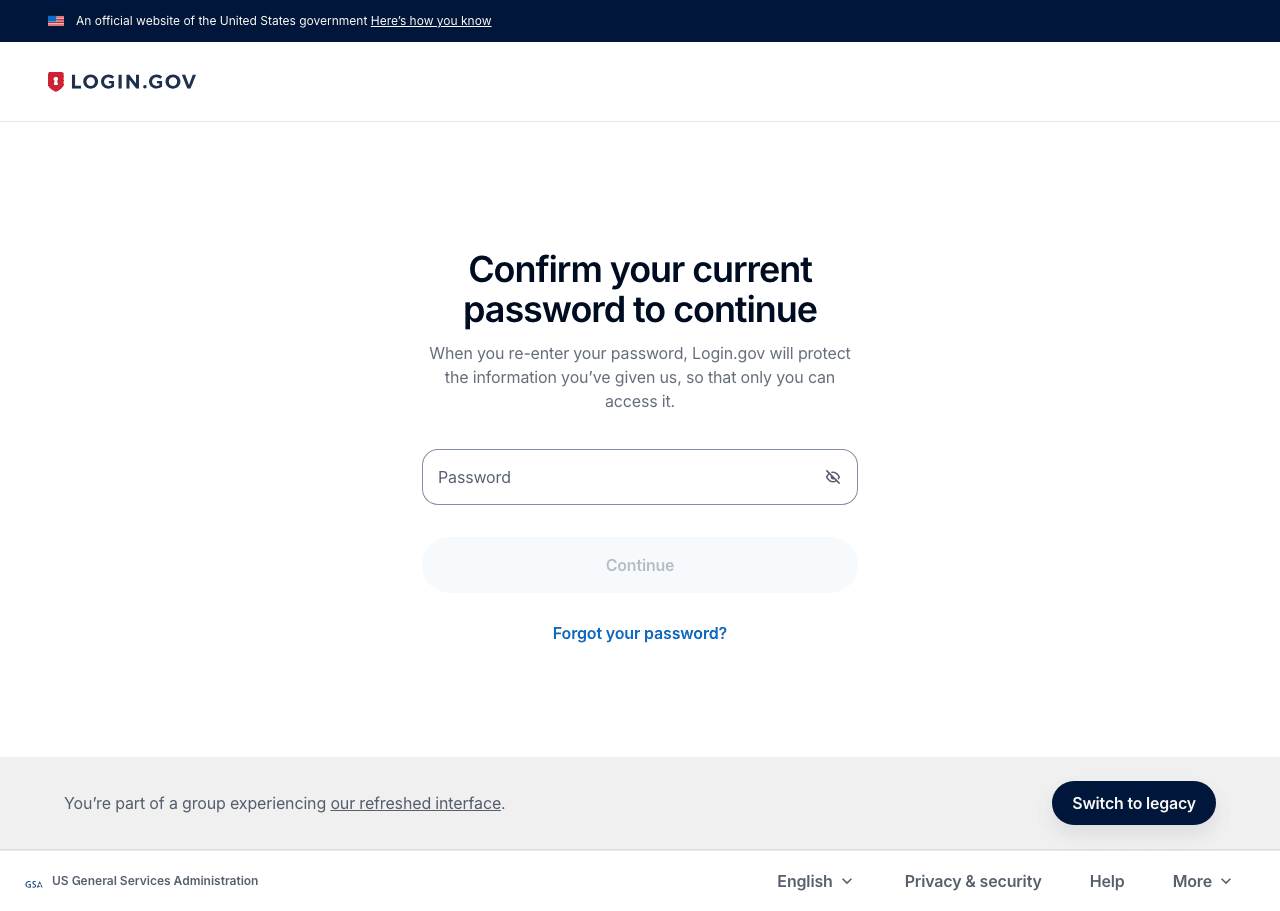 An official website of the United States government Here’s how you know
LOGIN.GOV
Confirm your current
password to continue
When you re-enter your password, Login.gov will protect
the information you’ve given us, so that only you can
access it.
Password
Continue
Forgot your password?
You’re part of a group experiencing our refreshed interface.
Switch to legacy
GSA US General Services Administration
English
Privacy & security
Help
More